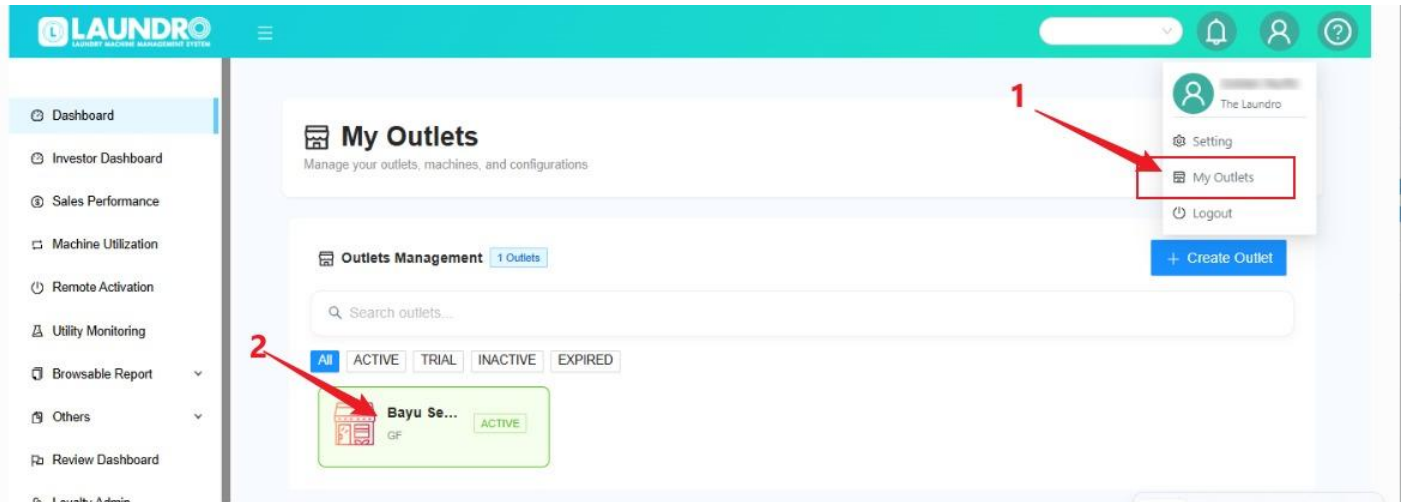 LAUNDRO
LAUNDRY MACHINE MANAGEMENT SYSTEM
The Laundro
Setting
My Outlets
Logout
1
Dashboard
Investor Dashboard
Sales Performance
Machine Utilization
Remote Activation
Utility Monitoring
Browsable Report
Others
Review Dashboard
Loyalty Admin
My Outlets
Manage your outlets, machines, and configurations
Outlets Management 1 Outlets
+ Create Outlet
Search outlets...
2
All ACTIVE TRIAL INACTIVE EXPIRED
Bayu Se... ACTIVE
GF